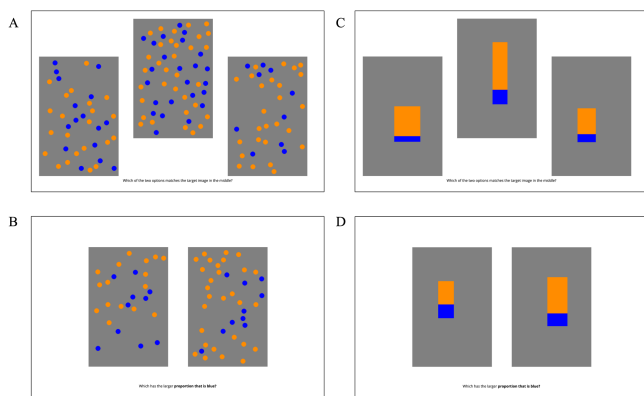 A
C
Which of the two options matches the target image in the middle?
Which of the two options matches the target image in the middle?
B
D
Which has the larger proportion that is blue?
Which has the larger proportion that is blue?